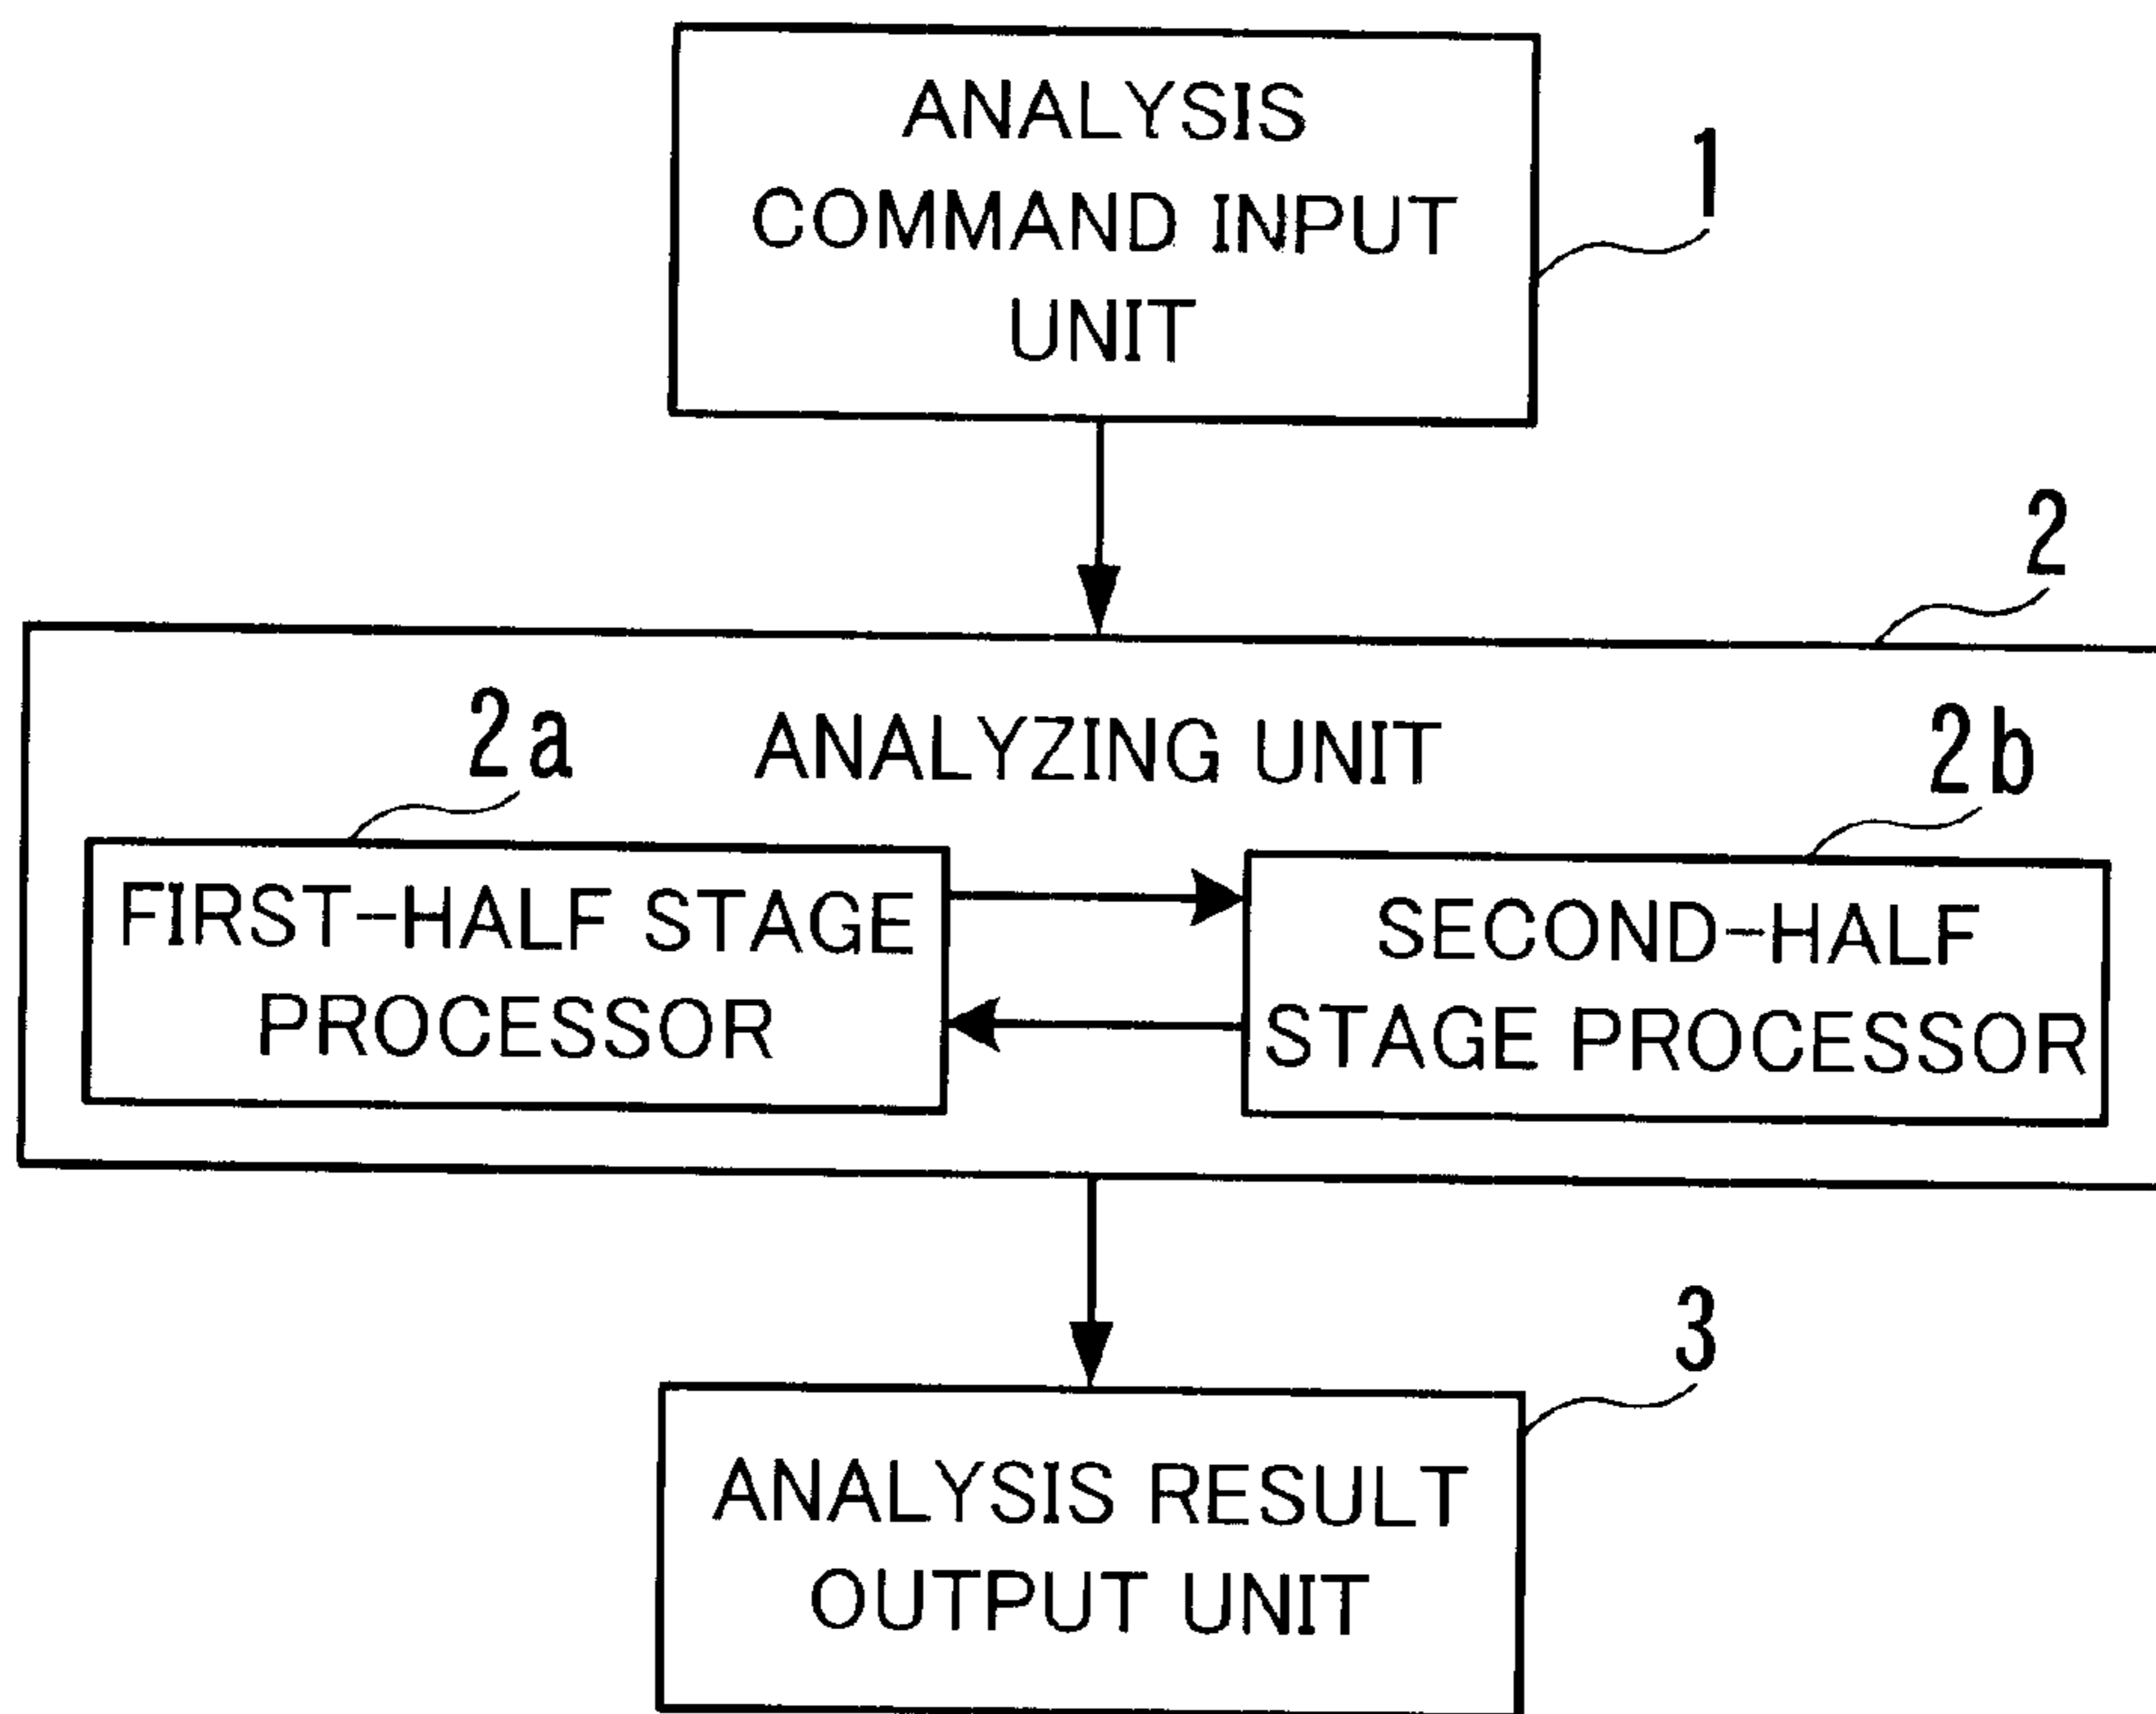 ANALYSIS
COMMAND INPUT
UNIT
1
2
2a
ANALYZING UNIT
2b
FIRST-HALF STAGE
PROCESSOR
SECOND-HALF
STAGE PROCESSOR
3
ANALYSIS RESULT
OUTPUT UNIT